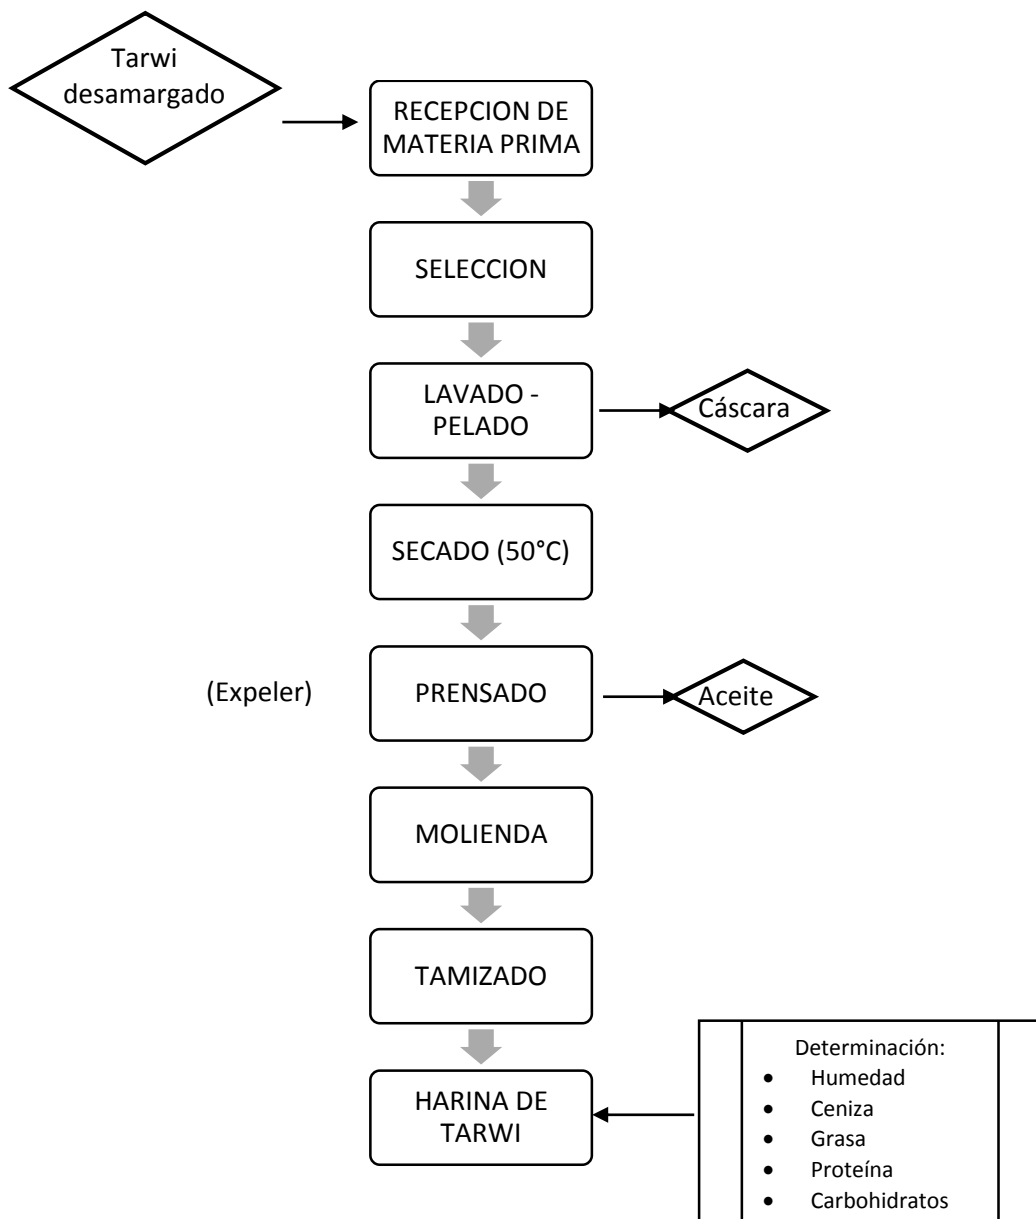 Tarwi
desamargado
RECEPCION DE
MATERIA PRIMA
SELECCION
LAVADO -
PELADO
Cáscara
SECADO (50°C)
(Expeler)
PRENSADO
Aceite
MOLIENDA
TAMIZADO
HARINA DE
TARWI
Determinación:
• Humedad
• Ceniza
• Grasa
• Proteína
• Carbohidratos